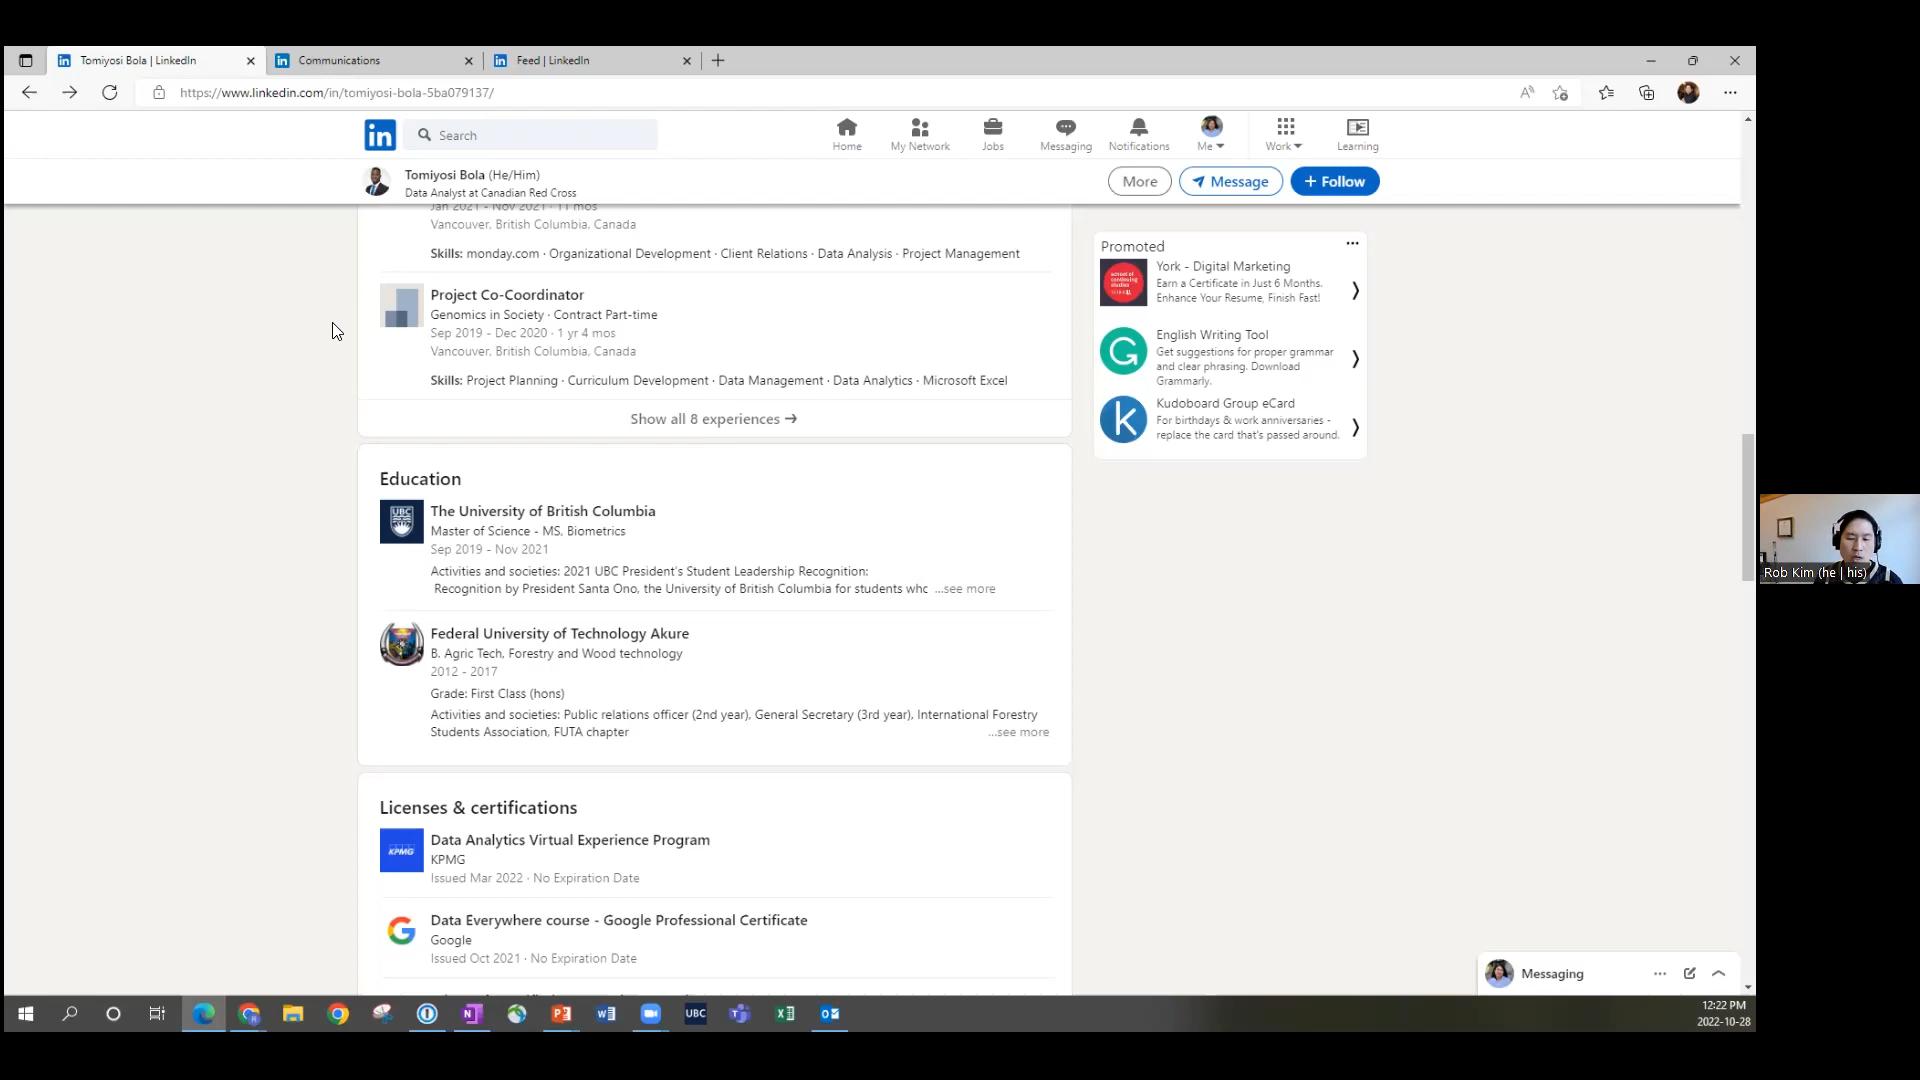 Tomiyosi Bola | LinkedIn
Communications
Feed | LinkedIn
https://www.linkedin.com/in/tomiyosi-bola-5ba079137/
Search
Home
My Network
Jobs
Messaging
Notifications
Me
Work
Learning
Tomiyosi Bola (He/Him)
Data Analyst at Canadian Red Cross
More
Message
+ Follow
Jan 2021 - Nov 2021 · 11 mos
Vancouver, British Columbia, Canada
Skills: monday.com · Organizational Development · Client Relations · Data Analysis · Project Management
Project Co-Coordinator
Genomics in Society · Contract Part-time
Sep 2019 - Dec 2020 · 1 yr 4 mos
Vancouver, British Columbia, Canada
Skills: Project Planning · Curriculum Development · Data Management · Data Analytics · Microsoft Excel
Show all 8 experiences →
Education
UBC
The University of British Columbia
Master of Science - MS, Biometrics
Sep 2019 - Nov 2021
Activities and societies: 2021 UBC President's Student Leadership Recognition:
Recognition by President Santa Ono, the University of British Columbia for students who ...see more
Federal University of Technology Akure
B. Agric Tech, Forestry and Wood technology
2012 - 2017
Grade: First Class (hons)
Activities and societies: Public relations officer (2nd year), General Secretary (3rd year), International Forestry
Students Association, FUTA chapter ...see more
Licenses & certifications
KPMG
Data Analytics Virtual Experience Program
KPMG
Issued Mar 2022 · No Expiration Date
Data Everywhere course - Google Professional Certificate
Google
Issued Oct 2021 · No Expiration Date
Promoted
York - Digital Marketing
Earn a Certificate in Just 6 Months.
Enhance Your Resume, Finish Fast!
English Writing Tool
Get suggestions for proper grammar
and clear phrasing. Download
Grammarly.
Kudoboard Group eCard
For birthdays & work anniversaries -
replace the card that's passed around.
Messaging
Rob Kim (he | his)
UBC
12:22 PM
2022-10-28